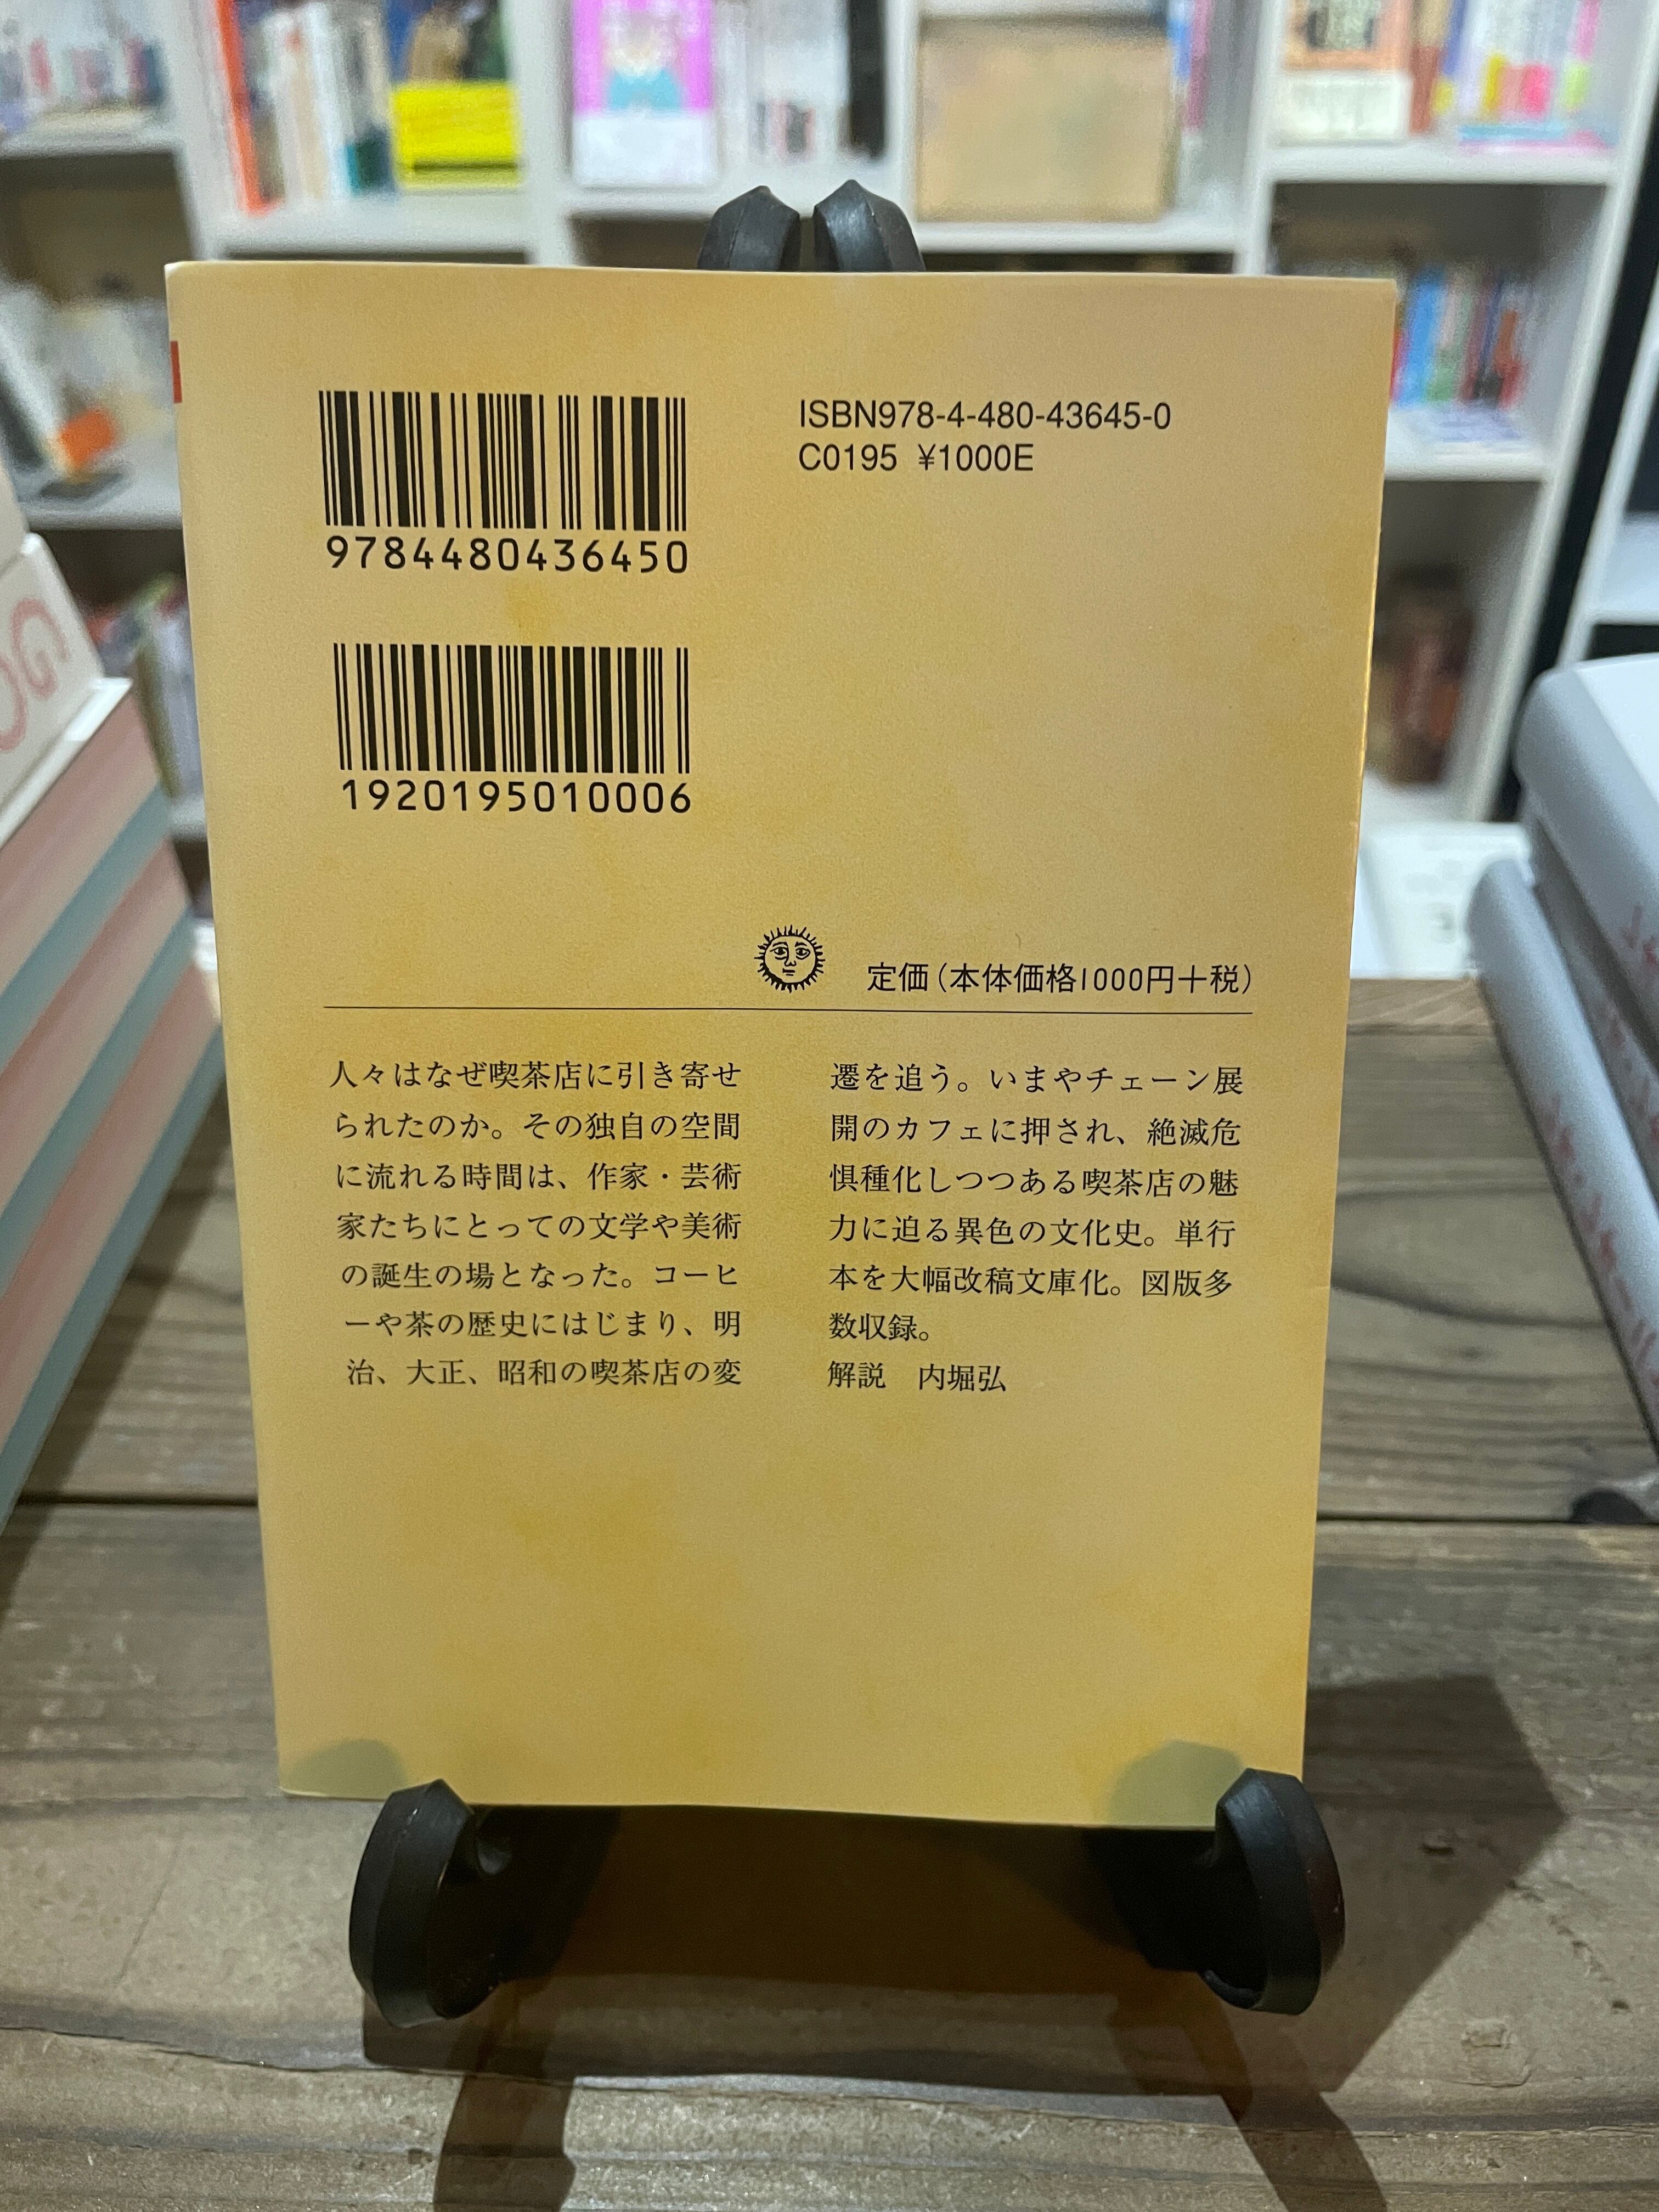 9784480436450
ISBN978-4-480-43645-0
C0195 ¥1000E
1920195010006
定価(本体価格1000円+税)
人々はなぜ喫茶店に引き寄せ
られたのか。その独自の空間
に流れる時間は、作家・芸術
家たちにとっての文学や美術
の誕生の場となった。コーヒ
ーや茶の歴史にはじまり、明
治、大正、昭和の喫茶店の変
遷を追う。いまやチェーン展
開のカフェに押され、絶滅危
惧種化しつつある喫茶店の魅
力に迫る異色の文化史。単行
本を大幅改稿文庫化。図版多
数収録。
解説　内堀弘